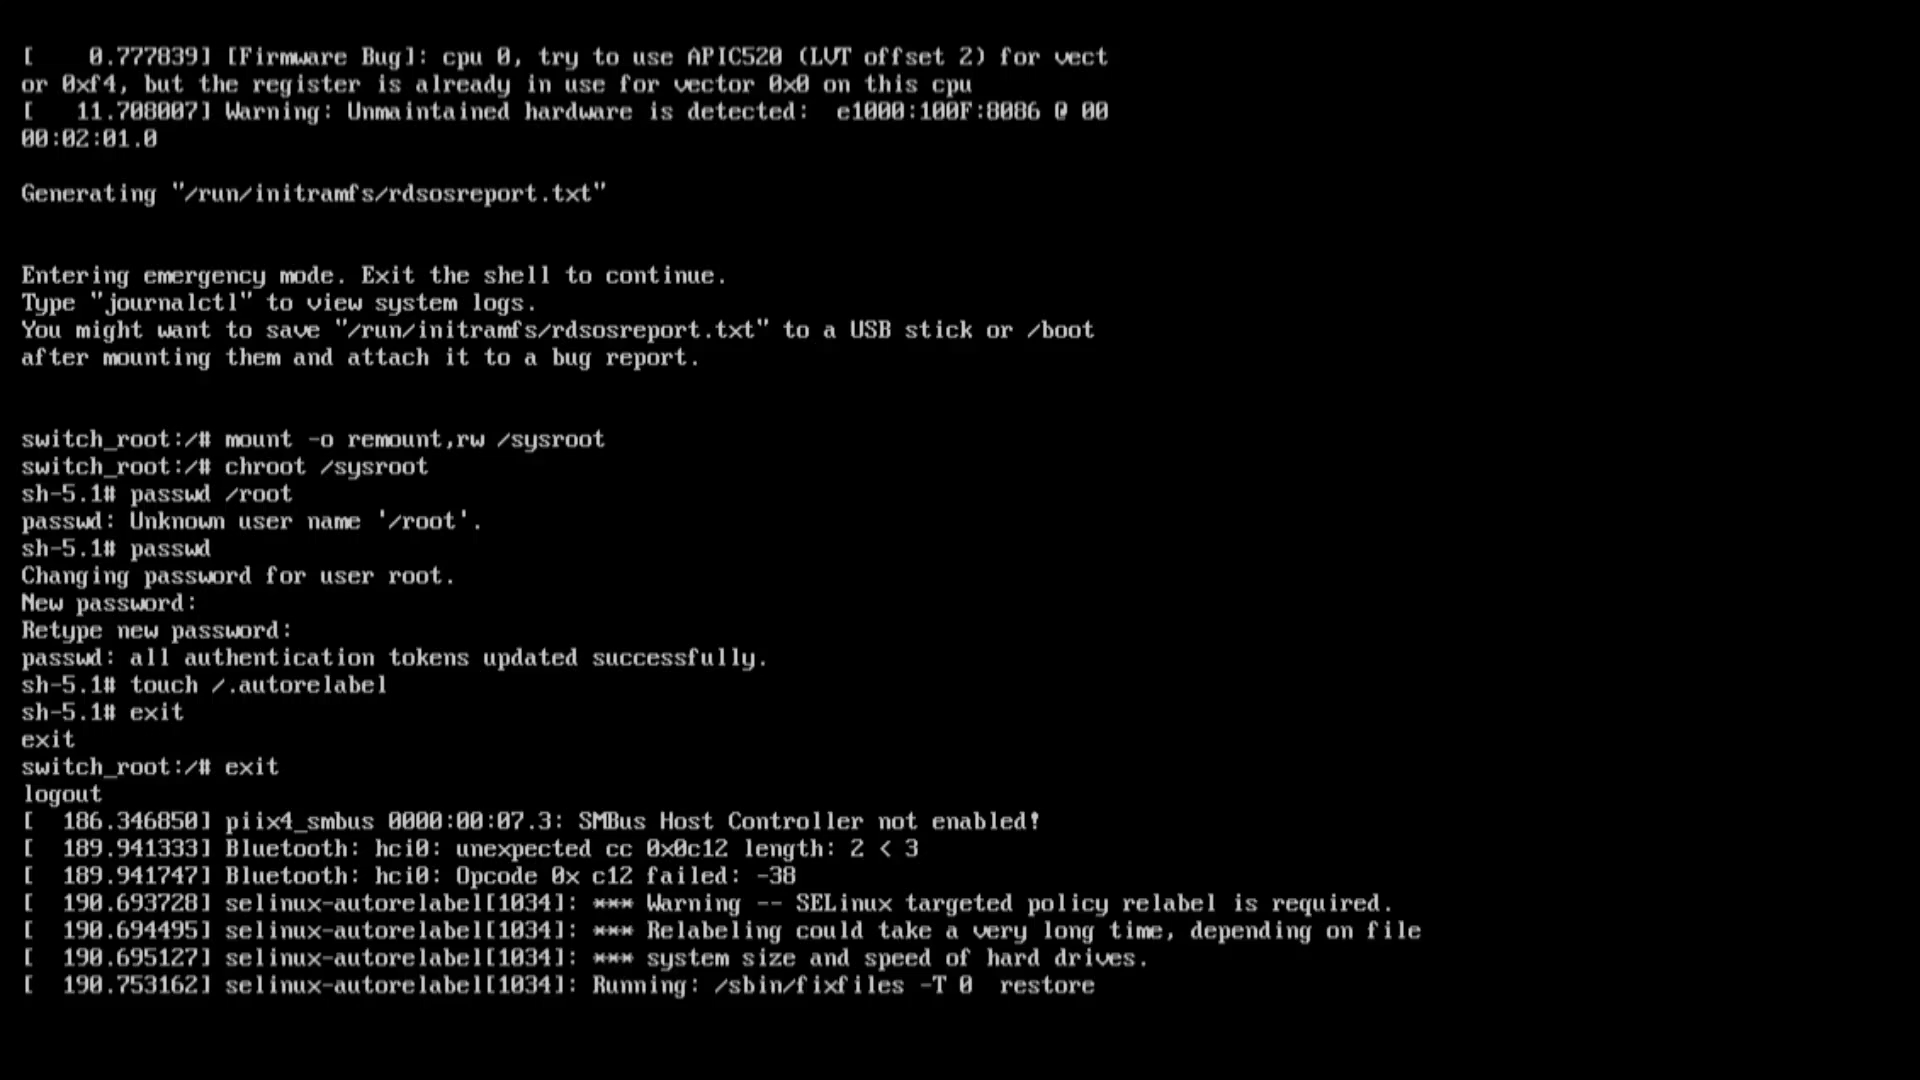 [    0.777839] [Firmware Bug]: cpu 0, try to use APIC520 (LVT offset 2) for vect
or 0xf4, but the register is already in use for vector 0x0 on this cpu
[   11.708007] Warning: Unmaintained hardware is detected:  e1000:100F:8086 @ 00
00:02:01.0
Generating "/run/initramfs/rdsosreport.txt"
Entering emergency mode. Exit the shell to continue.
Type "journalctl" to view system logs.
You might want to save "/run/initramfs/rdsosreport.txt" to a USB stick or /boot
after mounting them and attach it to a bug report.
switch_root:/# mount -o remount,rw /sysroot
switch_root:/# chroot /sysroot
sh-5.1# passwd /root
passwd: Unknown user name '/root'.
sh-5.1# passwd
Changing password for user root.
New password:
Retype new password:
passwd: all authentication tokens updated successfully.
sh-5.1# touch /.autorelabel
sh-5.1# exit
exit
switch_root:/# exit
logout
[  186.346850] piix4_smbus 0000:00:07.3: SMBus Host Controller not enabled!
[  189.941333] Bluetooth: hci0: unexpected cc 0x0c12 length: 2 < 3
[  189.941747] Bluetooth: hci0: Opcode 0x c12 failed: -38
[  190.693728] selinux-autorelabel[1034]: *** Warning -- SELinux targeted policy relabel is required.
[  190.694495] selinux-autorelabel[1034]: *** Relabeling could take a very long time, depending on file
[  190.695127] selinux-autorelabel[1034]: *** system size and speed of hard drives.
[  190.753162] selinux-autorelabel[1034]: Running: /sbin/fixfiles -T 0  restore